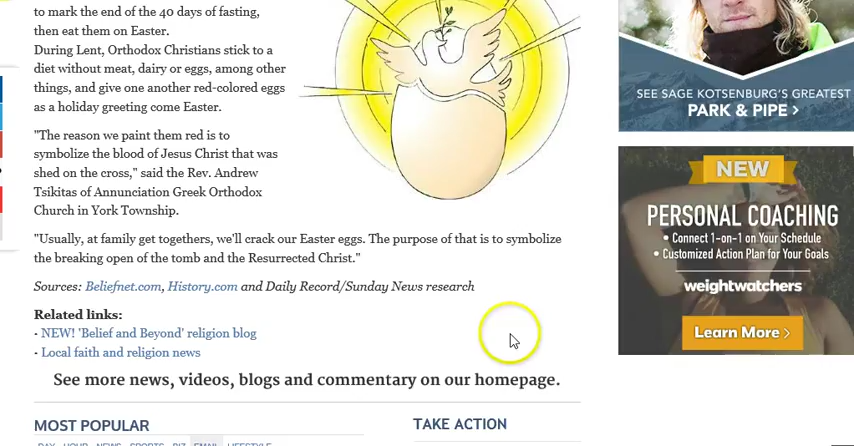 to mark the end of the 40 days of fasting,
then eat them on Easter.
During Lent, Orthodox Christians stick to a
diet without meat, dairy or eggs, among other
things, and give one another red-colored eggs
as a holiday greeting come Easter.
"The reason we paint them red is to
symbolize the blood of Jesus Christ that was
shed on the cross," said the Rev. Andrew
Tsikitas of Annunciation Greek Orthodox
Church in York Township.
"Usually, at family get togethers, we'll crack our Easter eggs. The purpose of that is to symbolize
the breaking open of the tomb and the Resurrected Christ."
Sources: Beliefnet.com, History.com and Daily Record/Sunday News research
Related links:
· NEW! 'Belief and Beyond' religion blog
· Local faith and religion news
See more news, videos, blogs and commentary on our homepage.
MOST POPULAR
DAY HOUR NEWS SPORTS BIZ EMAIL LIFESTYLE
TAKE ACTION
SEE SAGE KOTSENBURG'S GREATEST
PARK & PIPE >
NEW
PERSONAL COACHING
• Connect 1-on-1 on Your Schedule
• Customized Action Plan for Your Goals
weightwatchers
Learn More >